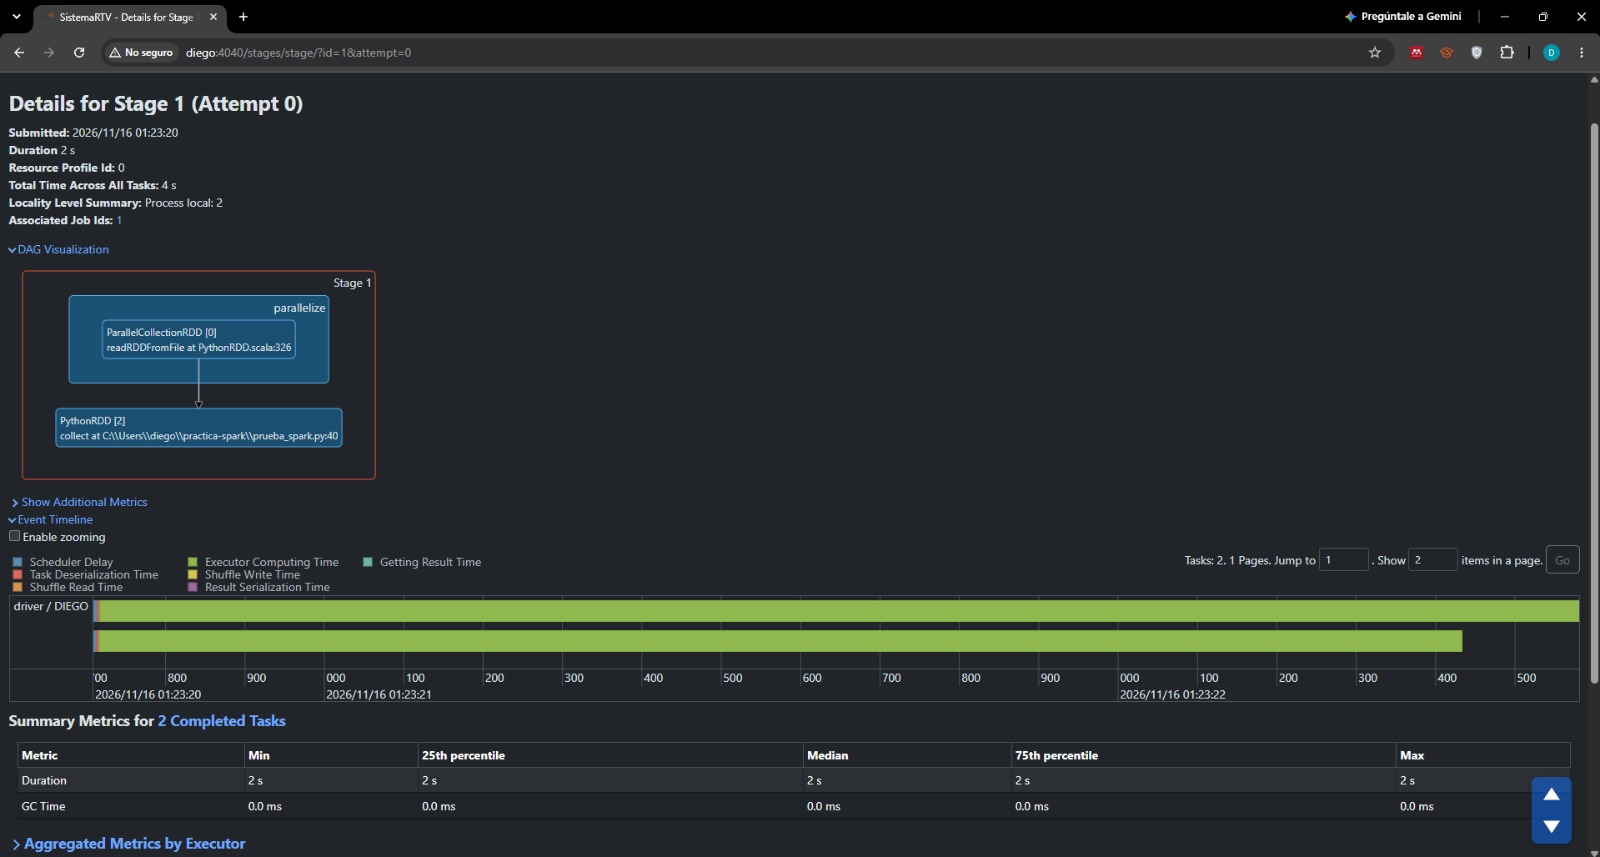 SistemaRTV - Details for Stage
Pregúntale a Gemini
No seguro
diego:4040/stages/stage/?id=1&attempt=0
D
Details for Stage 1 (Attempt 0)
Submitted: 2026/11/16 01:23:20
Duration 2 s
Resource Profile Id: 0
Total Time Across All Tasks: 4 s
Locality Level Summary: Process local: 2
Associated Job Ids: 1
DAG Visualization
Stage 1
parallelize
ParallelCollectionRDD [0]
readRDDFromFile at PythonRDD.scala:326
PythonRDD [2]
collect at C:\\Users\\diego\\practica-spark\\prueba_spark.py:40
Show Additional Metrics
Event Timeline
Enable zooming
Scheduler Delay Executor Computing Time Getting Result Time
Task Deserialization Time Shuffle Write Time
Shuffle Read Time Result Serialization Time
Tasks: 2. 1 Pages. Jump to 1 . Show 2 items in a page. Go
driver / DIEGO
00 800 900 000 100 200 300 400 500 600 700 800 900 000 100 200 300 400 500
2026/11/16 01:23:20 2026/11/16 01:23:21 2026/11/16 01:23:22
Summary Metrics for 2 Completed Tasks
Metric Min 25th percentile Median 75th percentile Max
Duration 2 s 2 s 2 s 2 s 2 s
GC Time 0.0 ms 0.0 ms 0.0 ms 0.0 ms 0.0 ms
Aggregated Metrics by Executor